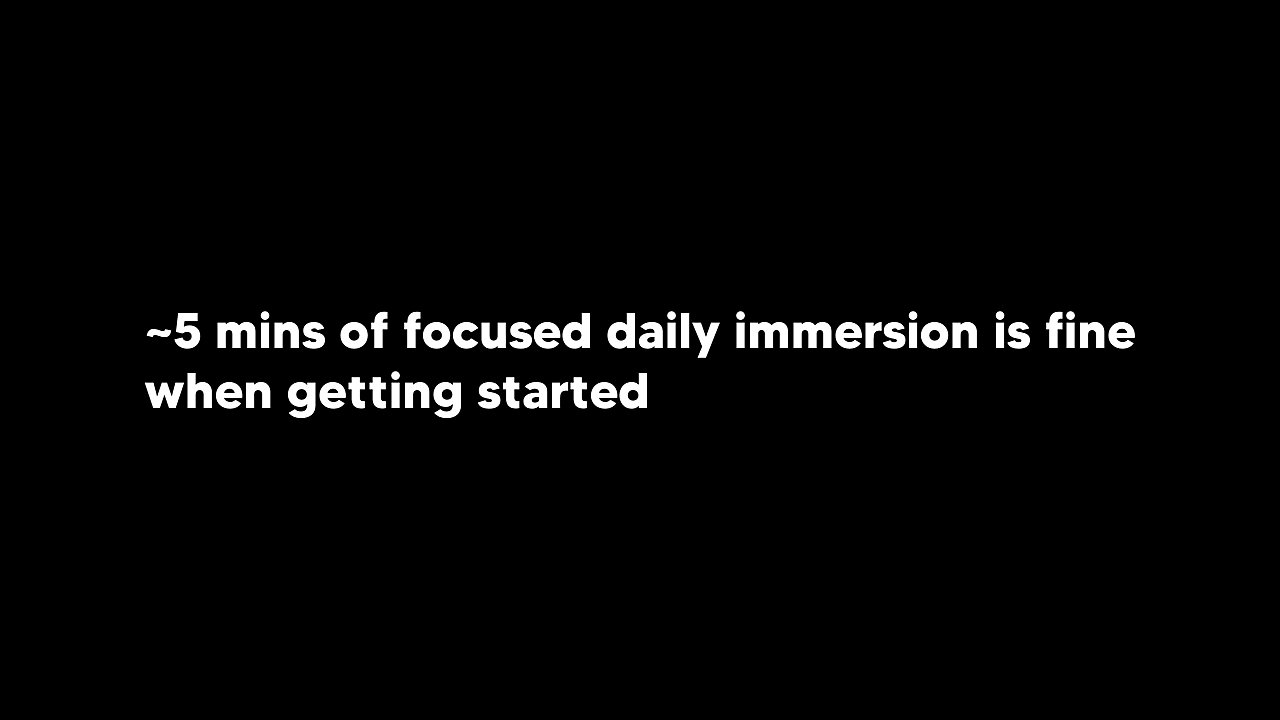 ~5 mins of focused daily immersion is fine
when getting started